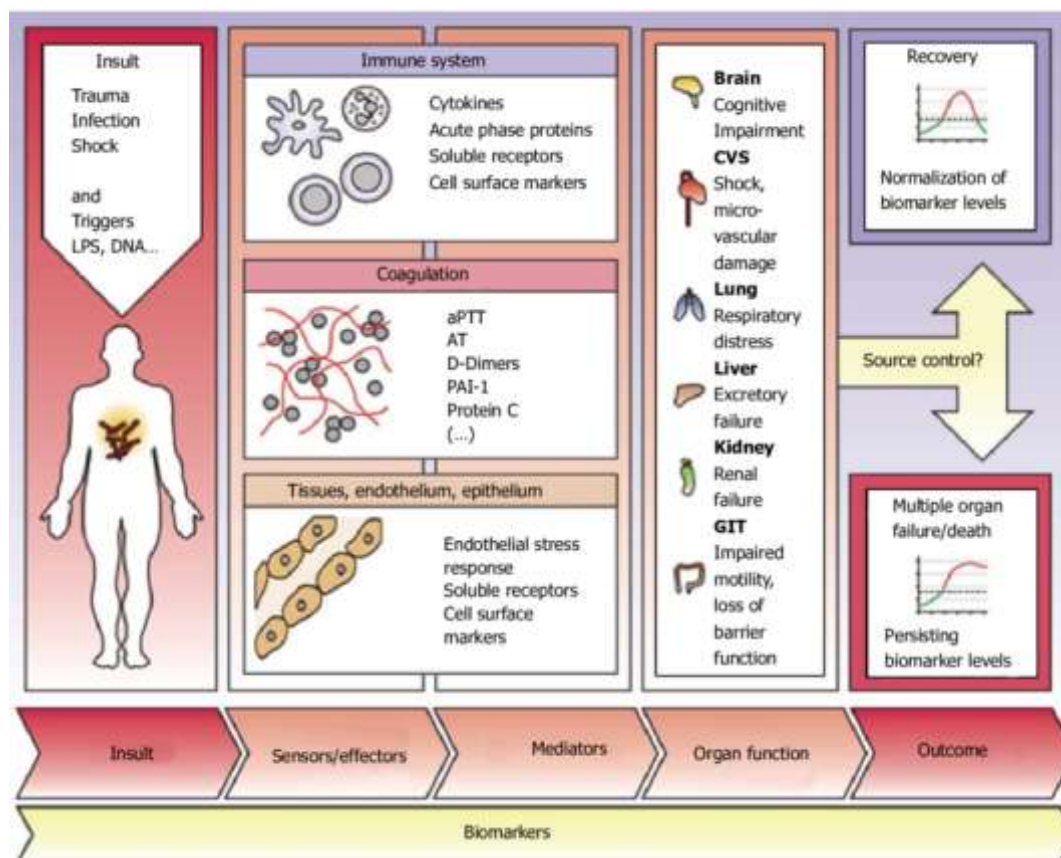 Insult
Trauma
Infection
Shock
and
Triggers
LPS, DNA...
Immune system
Cytokines
Acute phase proteins
Soluble receptors
Cell surface markers
Coagulation
aPTT
AT
D-Dimers
PAI-1
Protein C
(...)
Tissues, endothelium, epithelium
Endothelial stress
response
Soluble receptors
Cell surface
markers
Brain
Cognitive
Impairment
CVS
Shock,
micro-
vascular
damage
Lung
Respiratory
distress
Liver
Excretory
failure
Kidney
Renal
failure
GIT
Impaired
motility,
loss of
barrier
function
Recovery
Normalization of
biomarker levels
Source control?
Multiple organ
failure/death
Persisting
biomarker levels
Insult
Sensors/effectors
Mediators
Organ function
Outcome
Biomarkers